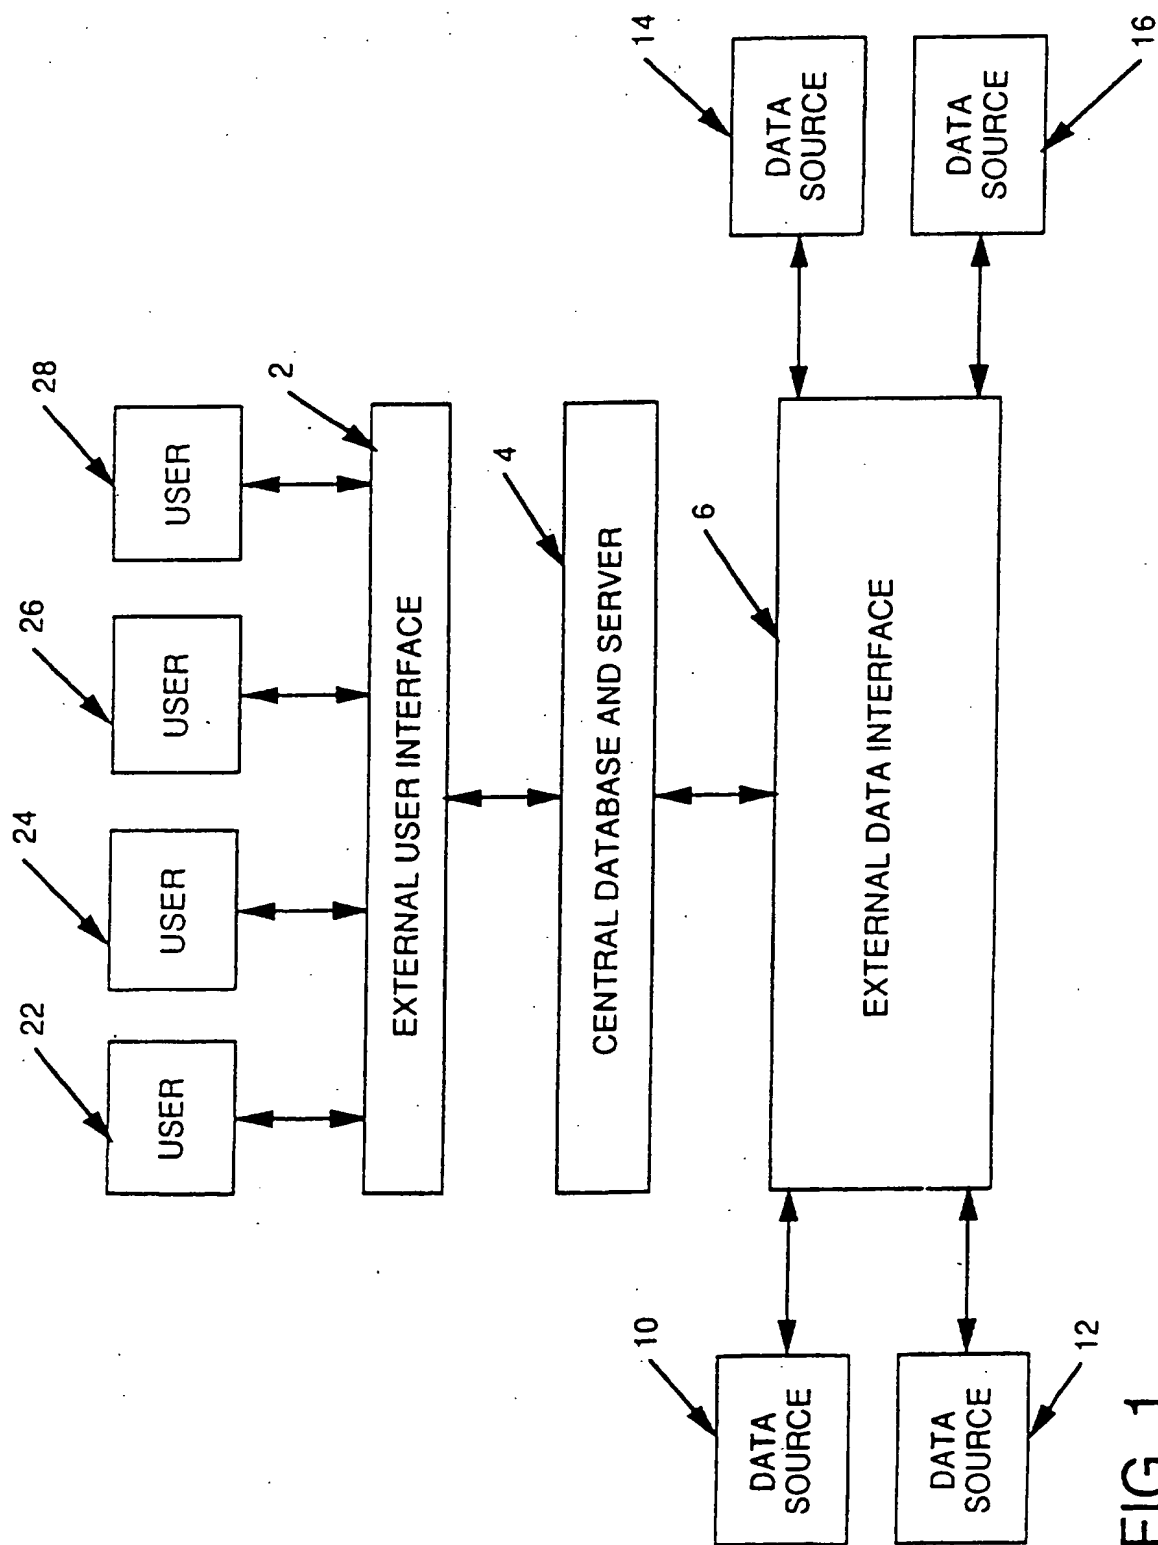 22
24
26
28
USER
USER
USER
USER
2
EXTERNAL USER INTERFACE
4
CENTRAL DATABASE AND SERVER
6
EXTERNAL DATA INTERFACE
10
DATA
SOURCE
14
DATA
SOURCE
12
DATA
SOURCE
16
DATA
SOURCE
FIG. 1